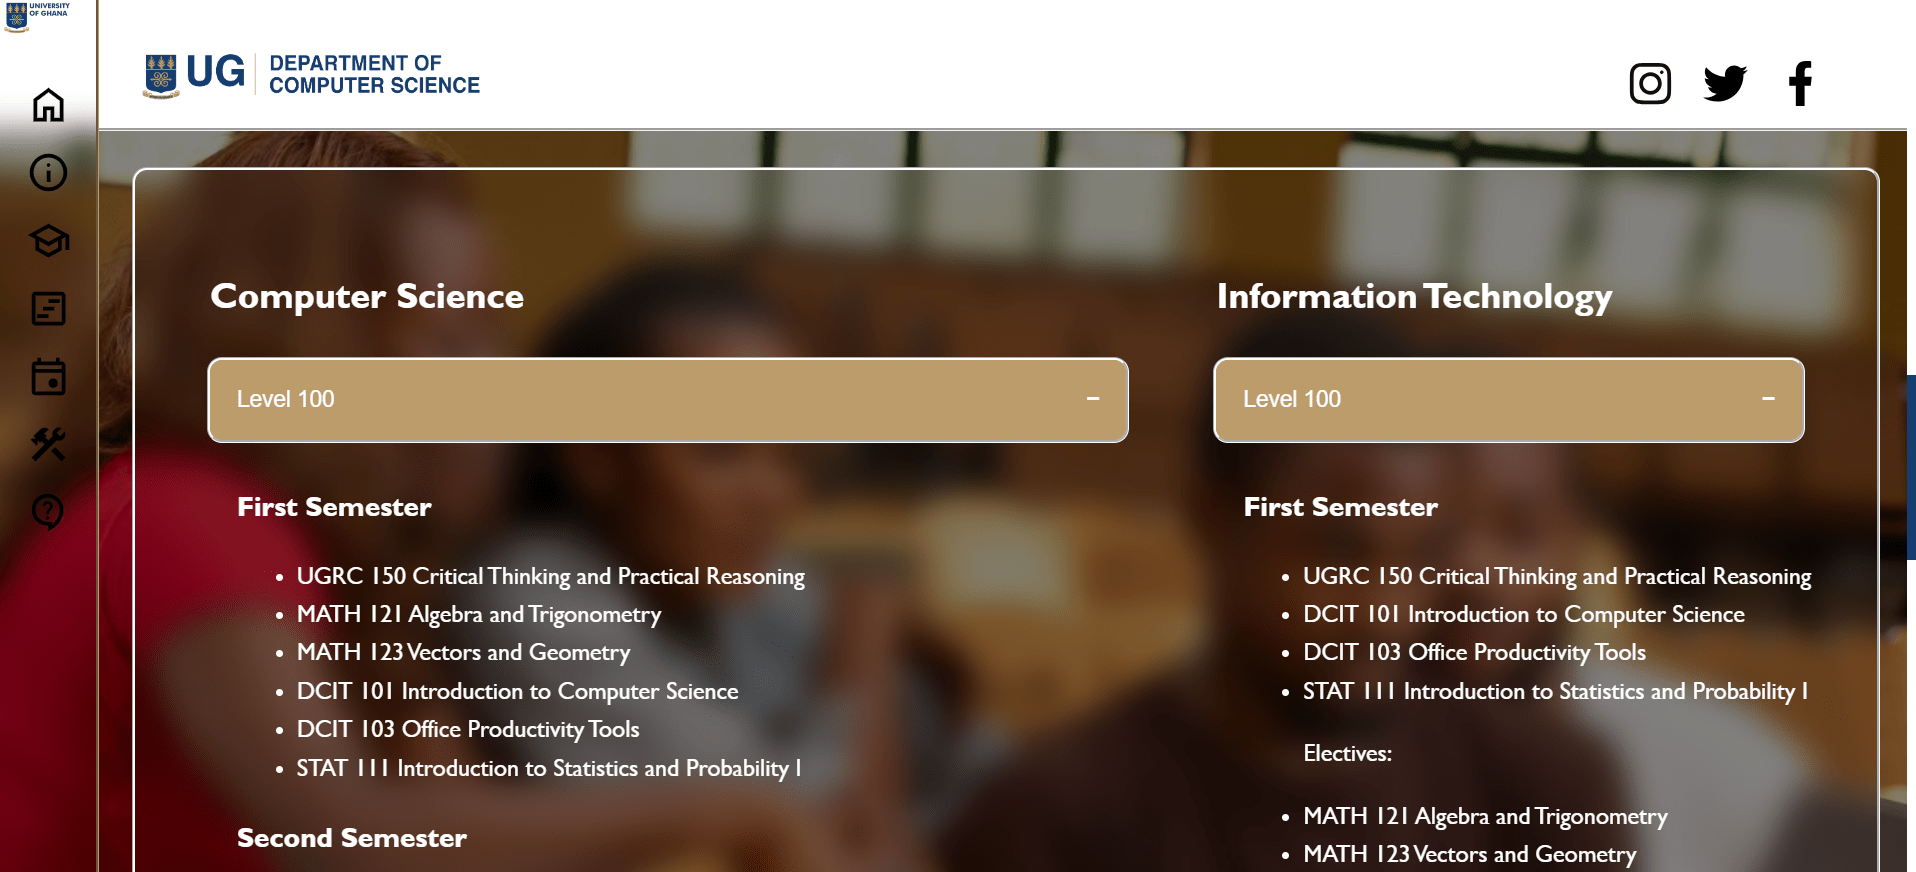 UNIVERSITY
OF GHANA
UG
DEPARTMENT OF
COMPUTER SCIENCE
Computer Science
Level 100
First Semester
UGRC 150 Critical Thinking and Practical Reasoning
MATH 121 Algebra and Trigonometry
MATH 123 Vectors and Geometry
DCIT 101 Introduction to Computer Science
DCIT 103 Office Productivity Tools
STAT 111 Introduction to Statistics and Probability I
Second Semester
Information Technology
Level 100
First Semester
UGRC 150 Critical Thinking and Practical Reasoning
DCIT 101 Introduction to Computer Science
DCIT 103 Office Productivity Tools
STAT 111 Introduction to Statistics and Probability I
Electives:
MATH 121 Algebra and Trigonometry
MATH 123 Vectors and Geometry